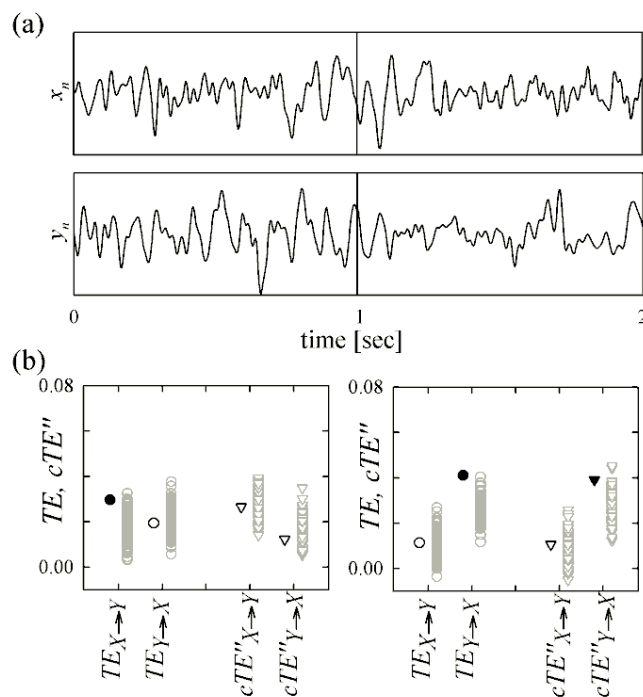 (a)
x_n
y_n
0 1 2
time [sec]
(b)
0.08 0.08
TE, cTE" TE, cTE"
0.00 0.00
TE_X→Y TE_Y→X cTE"_X→Y cTE"_Y→X TE_X→Y TE_Y→X cTE"_X→Y cTE"_Y→X